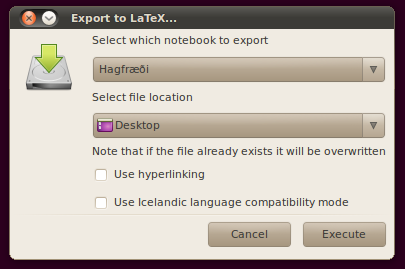 Export to LaTeX...
Select which notebook to export
Hagfræði
Select file location
Desktop
Note that if the file already exists it will be overwritten
Use hyperlinking
Use Icelandic language compatibility mode
Cancel
Execute